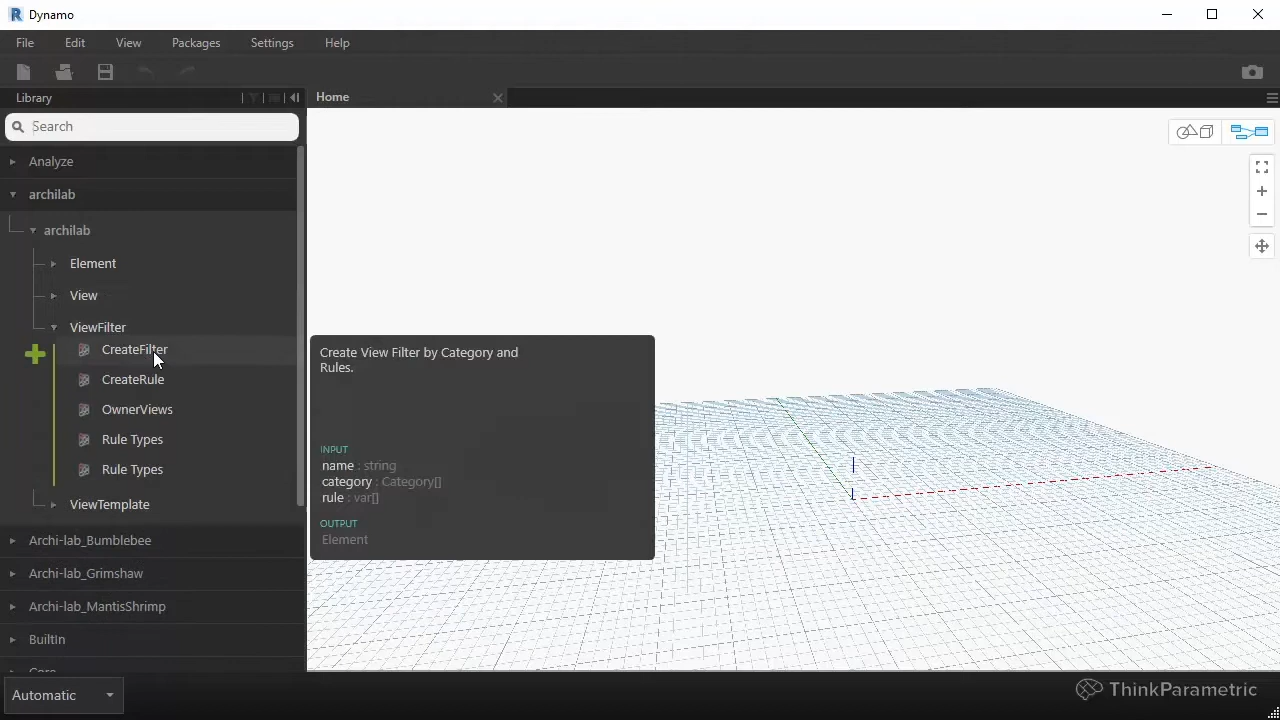 Dynamo
File Edit View Packages Settings Help
Library
Home
Search
Analyze
archilab
archilab
Element
View
ViewFilter
CreateFilter
CreateRule
OwnerViews
Rule Types
Rule Types
ViewTemplate
Archi-lab_Bumblebee
Archi-lab_Grimshaw
Archi-lab_MantisShrimp
BuiltIn
Create View Filter by Category and
Rules.
INPUT
name : string
category : Category[]
rule : var[]
OUTPUT
Element
Automatic
ThinkParametric